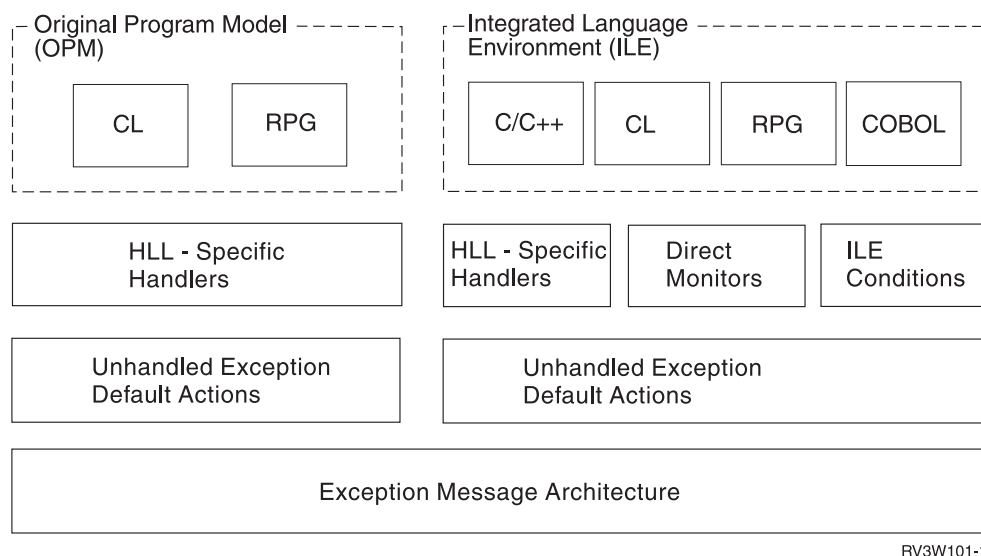 Original Program Model
(OPM)
Integrated Language
Environment (ILE)
CL
RPG
C/C++
CL
RPG
COBOL
HLL - Specific
Handlers
HLL - Specific
Handlers
Direct
Monitors
ILE
Conditions
Unhandled Exception
Default Actions
Unhandled Exception
Default Actions
Exception Message Architecture
RV3W101-